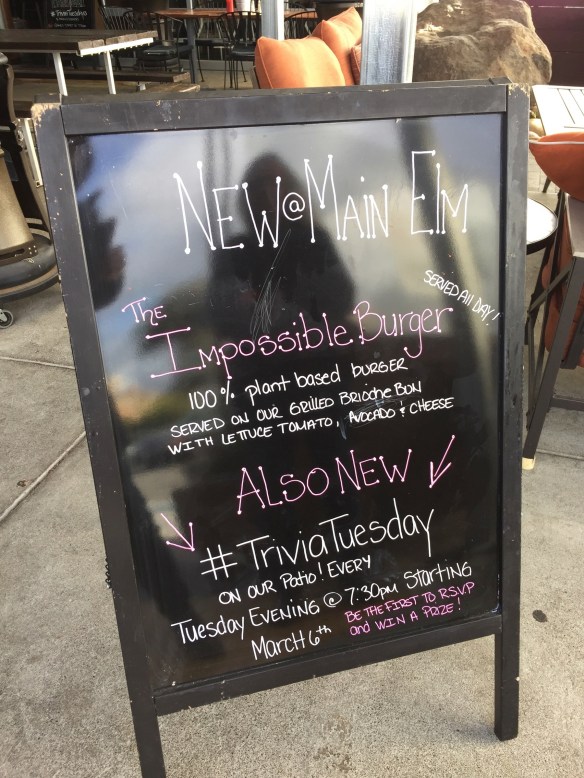 NEW@MAIN ELM
SERVED All DAY!
THE
IMPOSSIBLE BURGER
100% plant based BURGER
SERVED ON OUR GRILLED BRIOCHE BUN
WITH LETTUCE TOMATO, AVOCADO & CHEESE
ALSO NEW
# TriviaTuesday
ON OUR Patio! EVERY
Tuesday EVENING @ 7:30PM Starting
MARCH 6th
BE THE FIRST TO R.S.V.P
and WIN A PRIZE!